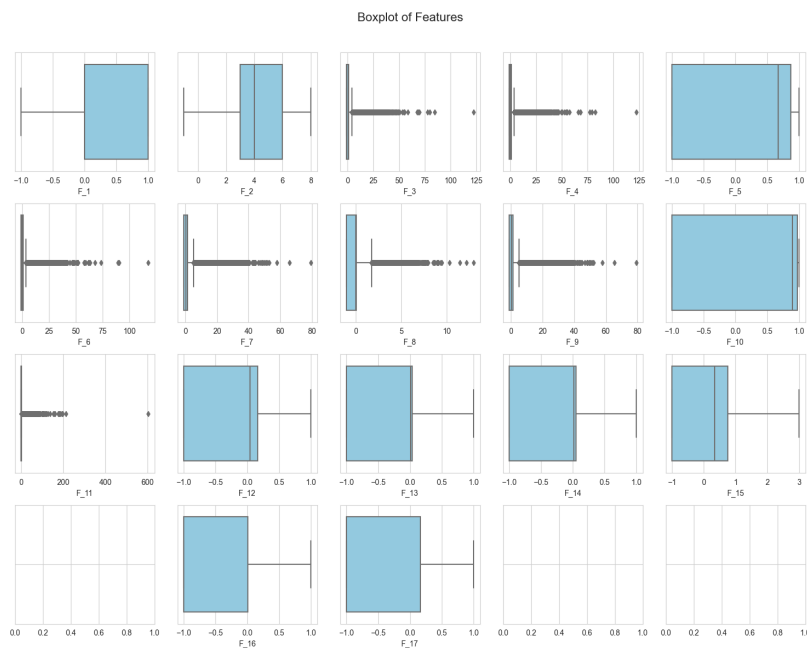 Boxplot of Features
−1.0 −0.5 0.0 0.5 1.0
F_1
0 2 4 6 8
F_2
0 25 50 75 100 125
F_3
0 25 50 75 100 125
F_4
−1.0 −0.5 0.0 0.5 1.0
F_5
0 25 50 75 100
F_6
0 20 40 60 80
F_7
0 5 10
F_8
0 20 40 60 80
F_9
−1.0 −0.5 0.0 0.5 1.0
F_10
0 200 400 600
F_11
−1.0 −0.5 0.0 0.5 1.0
F_12
−1.0 −0.5 0.0 0.5 1.0
F_13
−1.0 −0.5 0.0 0.5 1.0
F_14
−1 0 1 2 3
F_15
0.0 0.2 0.4 0.6 0.8 1.0
−1.0 −0.5 0.0 0.5 1.0
F_16
−1.0 −0.5 0.0 0.5 1.0
F_17
0.0 0.2 0.4 0.6 0.8 1.0
0.0 0.2 0.4 0.6 0.8 1.0